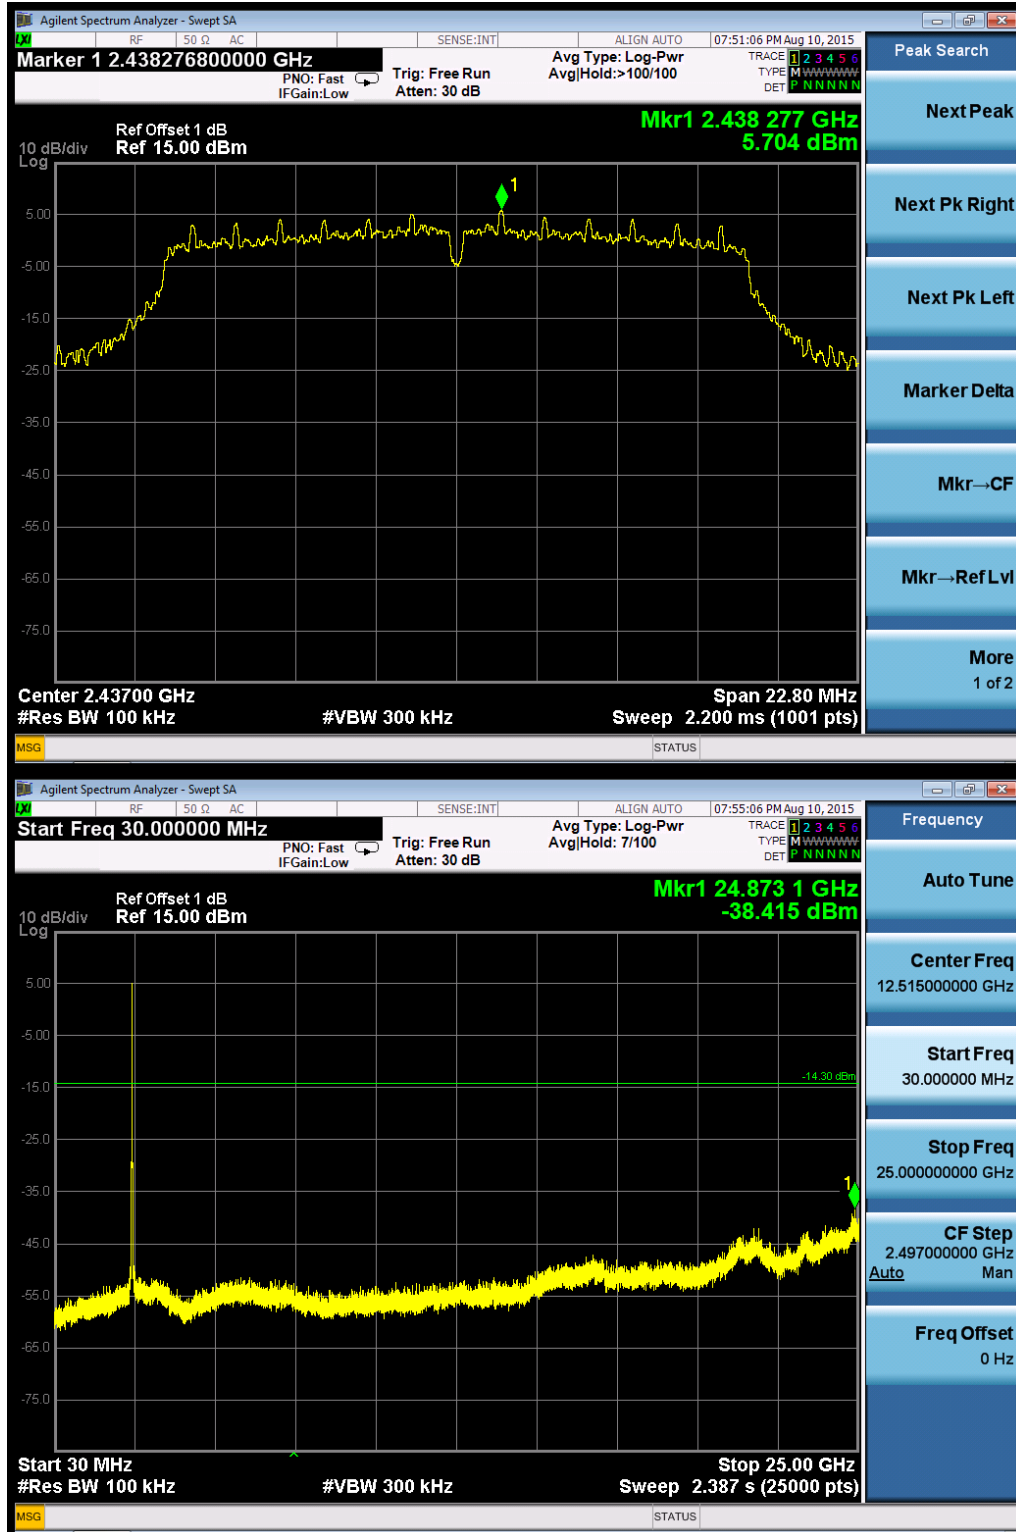 Agilent Spectrum Analyzer - Swept SA
LXI RF 50 Ω AC SENSE:INT ALIGN AUTO 07:51:06 PM Aug 10, 2015
Marker 1 2.438276800000 GHz
PNO: Fast
IFGain:Low
Trig: Free Run
Atten: 30 dB
Avg Type: Log-Pwr
Avg|Hold:>100/100
TRACE 1 2 3 4 5 6
TYPE M WWWWW
DET P N N N N N
Mkr1 2.438 277 GHz
5.704 dBm
Ref Offset 1 dB
10 dB/div Ref 15.00 dBm
Log
1
5.00
-5.00
-15.0
-25.0
-35.0
-45.0
-55.0
-65.0
-75.0
Center 2.43700 GHz Span 22.80 MHz
#Res BW 100 kHz #VBW 300 kHz Sweep 2.200 ms (1001 pts)
MSG STATUS
Peak Search
Next Peak
Next Pk Right
Next Pk Left
Marker Delta
Mkr→CF
Mkr→Ref Lvl
More
1 of 2
Agilent Spectrum Analyzer - Swept SA
LXI RF 50 Ω AC SENSE:INT ALIGN AUTO 07:55:06 PM Aug 10, 2015
Start Freq 30.000000 MHz
PNO: Fast
IFGain:Low
Trig: Free Run
Atten: 30 dB
Avg Type: Log-Pwr
Avg|Hold: 7/100
TRACE 1 2 3 4 5 6
TYPE M WWWWW
DET P N N N N N
Mkr1 24.873 1 GHz
-38.415 dBm
Ref Offset 1 dB
10 dB/div Ref 15.00 dBm
Log
5.00
-5.00
-14.30 dBm
-15.0
-25.0
-35.0
1
-45.0
-55.0
-65.0
-75.0
Start 30 MHz Stop 25.00 GHz
#Res BW 100 kHz #VBW 300 kHz Sweep 2.387 s (25000 pts)
MSG STATUS
Frequency
Auto Tune
Center Freq
12.515000000 GHz
Start Freq
30.000000 MHz
Stop Freq
25.000000000 GHz
CF Step
2.497000000 GHz
Auto Man
Freq Offset
0 Hz